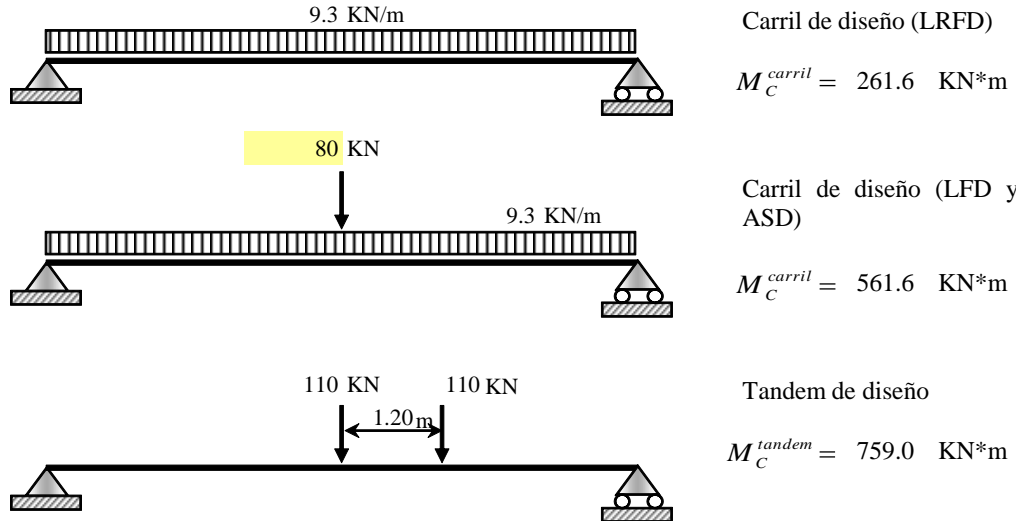 9.3 KN/m
Carril de diseño (LRFD)
M_C^{carril} = 261.6 KN*m
80 KN
Carril de diseño (LFD y
ASD)
9.3 KN/m
M_C^{carril} = 561.6 KN*m
110 KN 110 KN
Tandem de diseño
1.20 m
M_C^{tandem} = 759.0 KN*m